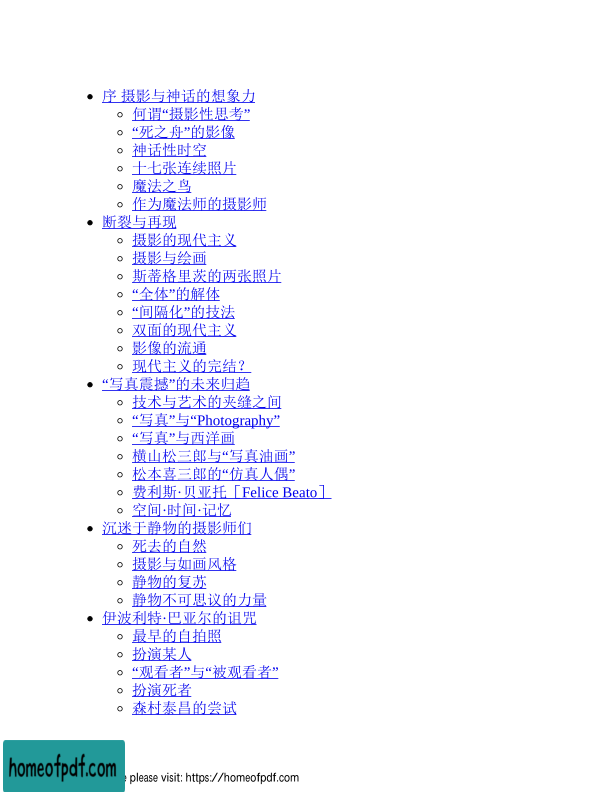 序 摄影与神话的想象力
何谓“摄影性思考”
“死之舟”的影像
神话性时空
十七张连续照片
魔法之鸟
作为魔法师的摄影师
断裂与再现
摄影的现代主义
摄影与绘画
斯蒂格里茨的两张照片
“全体”的解体
“间隔化”的技法
双面的现代主义
影像的流通
现代主义的完结？
“写真震撼”的未来归趋
技术与艺术的夹缝之间
“写真”与“Photography”
“写真”与西洋画
横山松三郎与“写真油画”
松本喜三郎的“仿真人偶”
费利斯·贝亚托［Felice Beato］
空间·时间·记忆
沉迷于静物的摄影师们
死去的自然
摄影与如画风格
静物的复苏
静物不可思议的力量
伊波利特·巴亚尔的诅咒
最早的自拍照
扮演某人
“观看者”与“被观看者”
扮演死者
森村泰昌的尝试
homeofpdf.com
please visit: https://homeofpdf.com